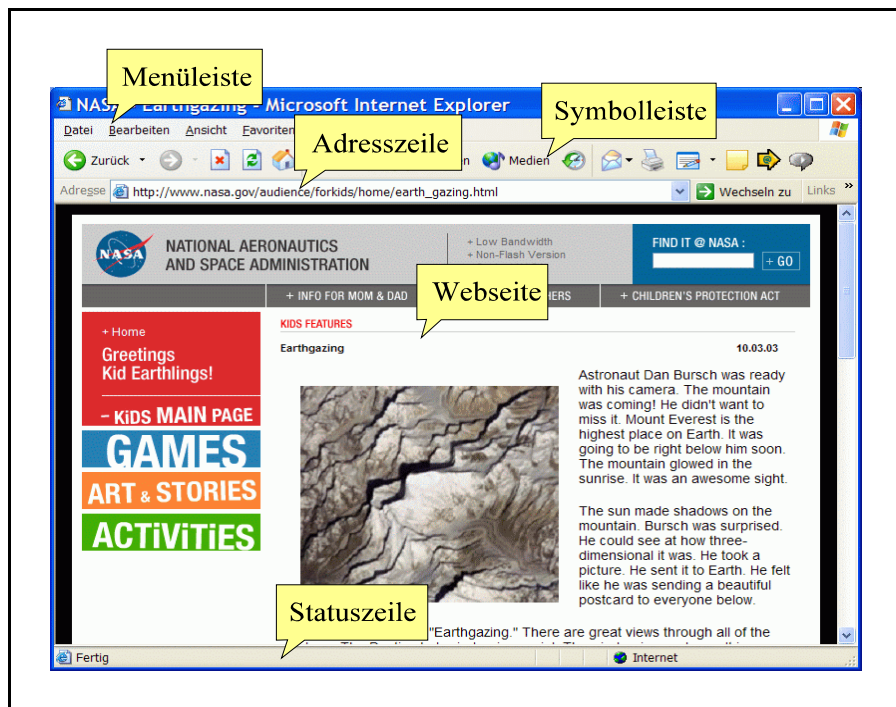 Menüleiste
NASA - Earthgazing - Microsoft Internet Explorer
Symbolleiste
Datei Bearbeiten Ansicht Favoriten
Adresszeile
Zurück Medien
Adresse http://www.nasa.gov/audience/forkids/home/earth_gazing.html Wechseln zu Links »
NASA
NATIONAL AERONAUTICS
AND SPACE ADMINISTRATION
+ Low Bandwidth
+ Non-Flash Version
FIND IT @ NASA :
+ GO
Webseite
+ INFO FOR MOM & DAD
+ CHILDREN'S PROTECTION ACT
+ Home
Greetings
Kid Earthlings!
– KiDS MAIN PAGE
GAMES
ART & STORIES
ACTiViTiES
KIDS FEATURES
Earthgazing 10.03.03
Astronaut Dan Bursch was ready
with his camera. The mountain
was coming! He didn't want to
miss it. Mount Everest is the
highest place on Earth. It was
going to be right below him soon.
The mountain glowed in the
sunrise. It was an awesome sight.
The sun made shadows on the
mountain. Bursch was surprised.
He could see at how three-
dimensional it was. He took a
picture. He sent it to Earth. He felt
like he was sending a beautiful
postcard to everyone below.
Statuszeile
"Earthgazing." There are great views through all of the
Fertig Internet